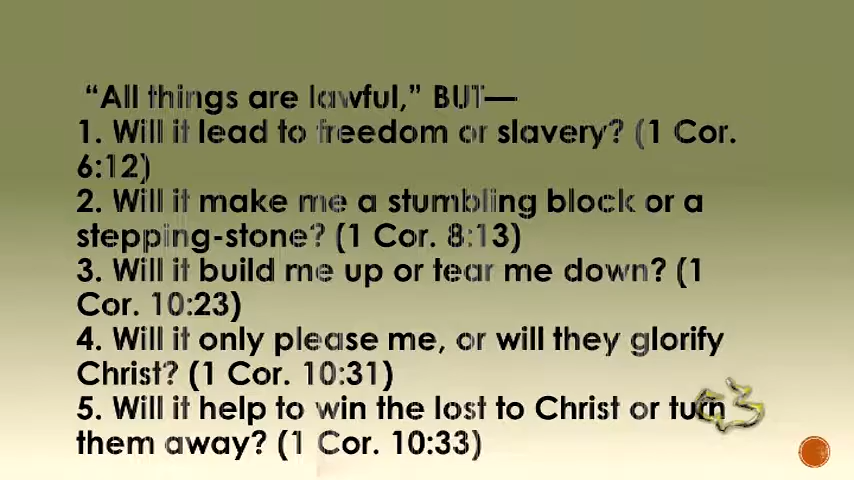 “All things are lawful,” BUT—
1. Will it lead to freedom or slavery? (1 Cor.
6:12)
2. Will it make me a stumbling block or a
stepping-stone? (1 Cor. 8:13)
3. Will it build me up or tear me down? (1
Cor. 10:23)
4. Will it only please me, or will they glorify
Christ? (1 Cor. 10:31)
5. Will it help to win the lost to Christ or turn
them away? (1 Cor. 10:33)